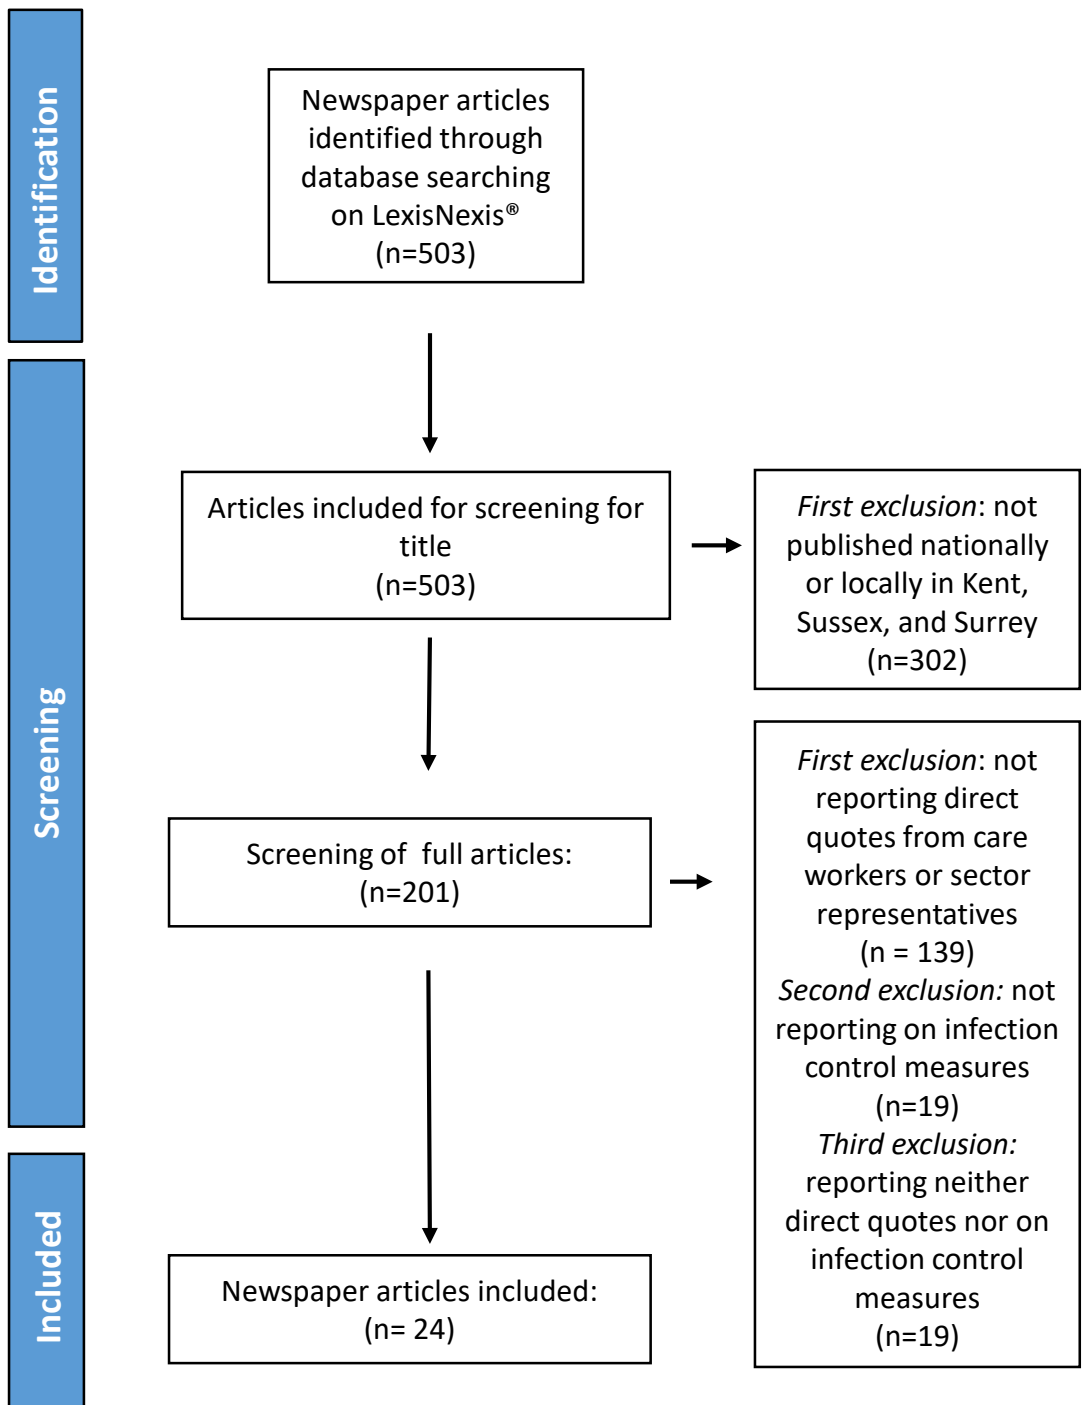 Identification
Newspaper articles
identified through
database searching
on LexisNexis®
(n=503)
Screening
Articles included for screening for
title
(n=503)
First exclusion: not
published nationally
or locally in Kent,
Sussex, and Surrey
(n=302)
Screening of  full articles:
(n=201)
First exclusion: not
reporting direct
quotes from care
workers or sector
representatives
(n = 139)
Second exclusion: not
reporting on infection
control measures
(n=19)
Third exclusion:
reporting neither
direct quotes nor on
infection control
measures
(n=19)
Included
Newspaper articles included:
(n= 24)